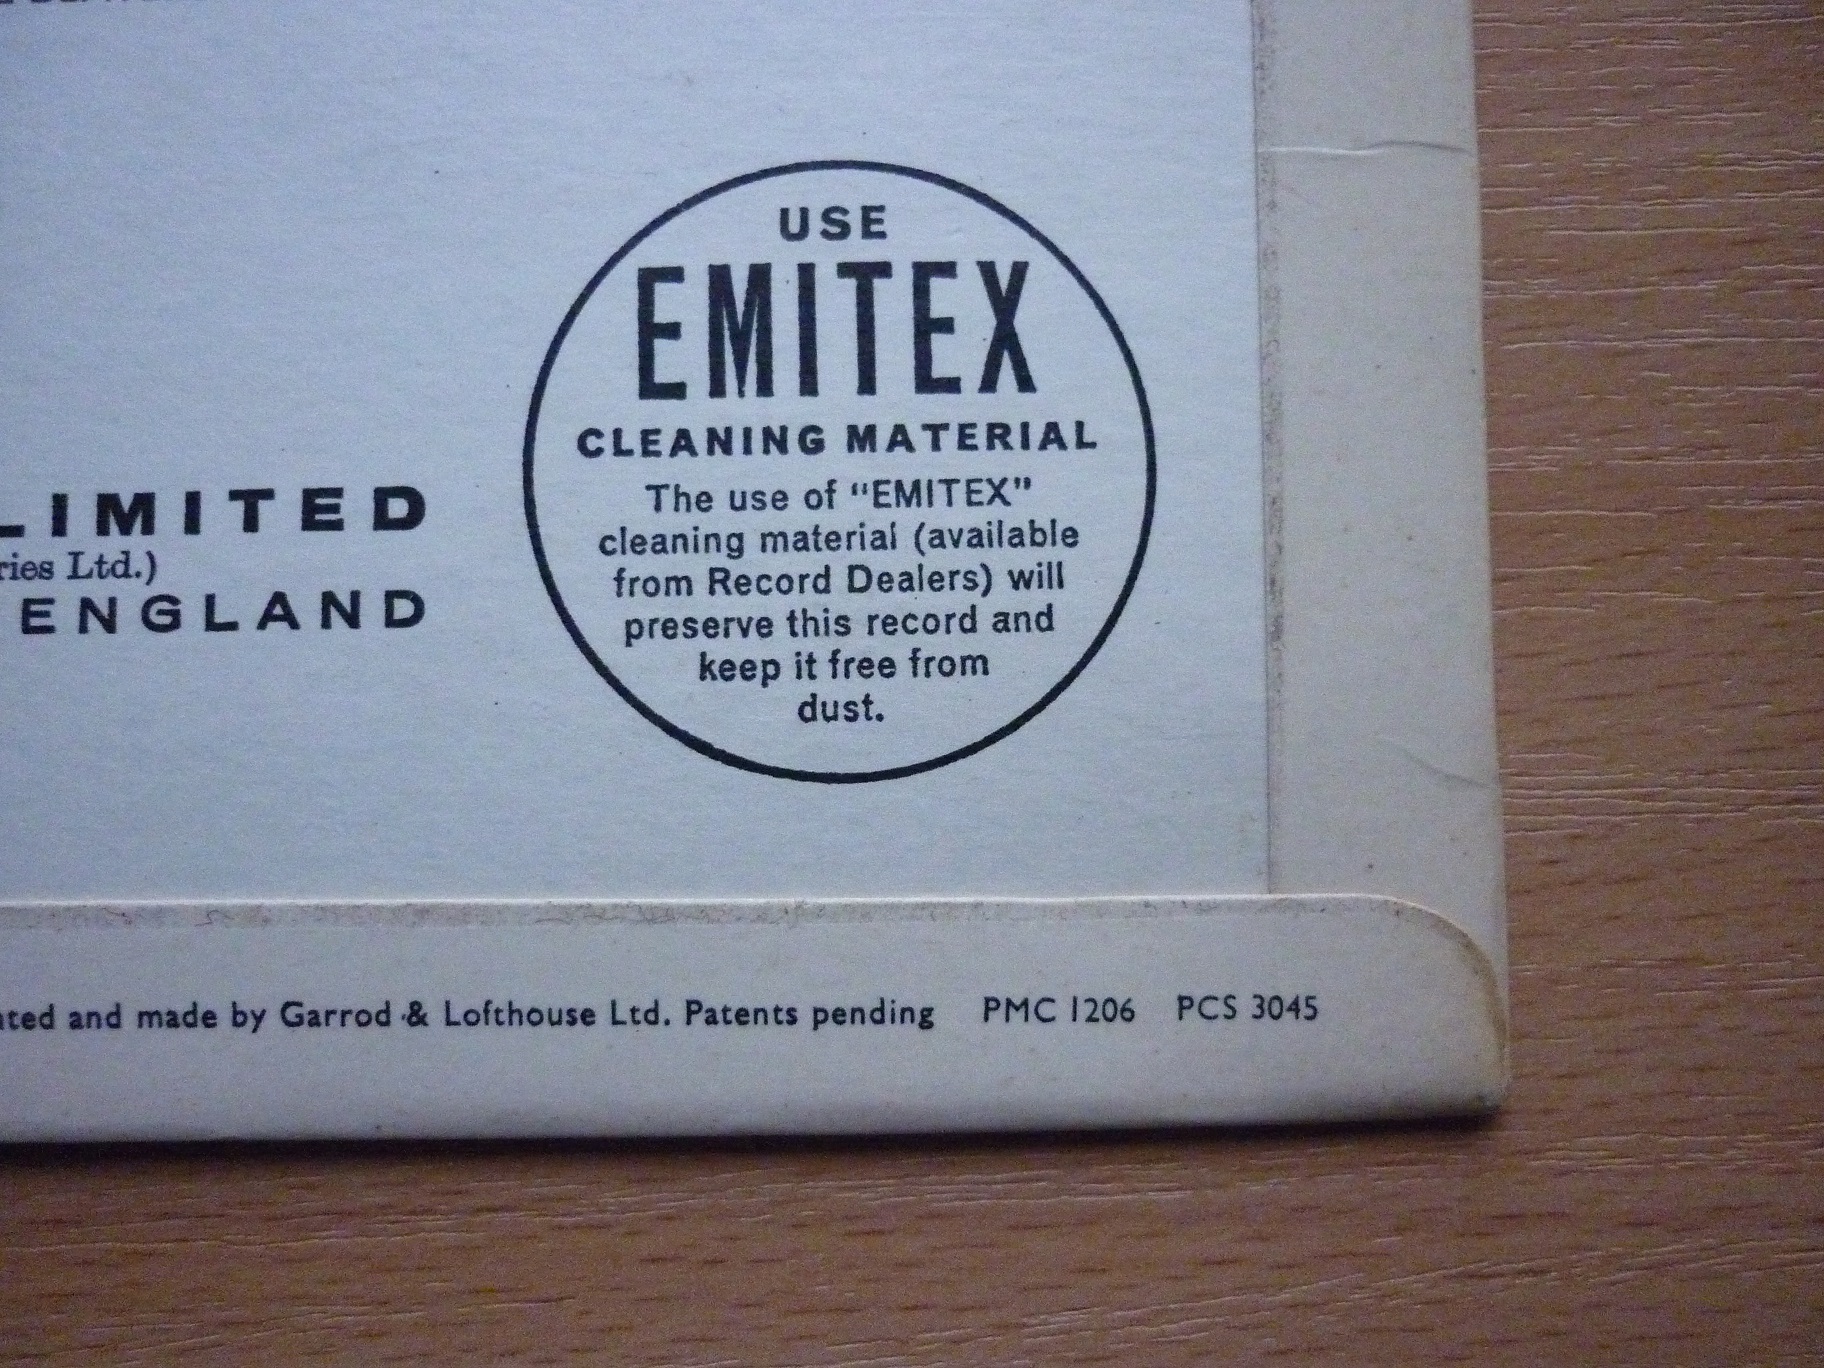 USE
EMITEX
CLEANING MATERIAL
The use of “EMITEX”
cleaning material (available
from Record Dealers) will
preserve this record and
keep it free from
dust.
LIMITED
ries Ltd.)
ENGLAND
ted and made by Garrod & Lofthouse Ltd. Patents pending PMC 1206 PCS 3045